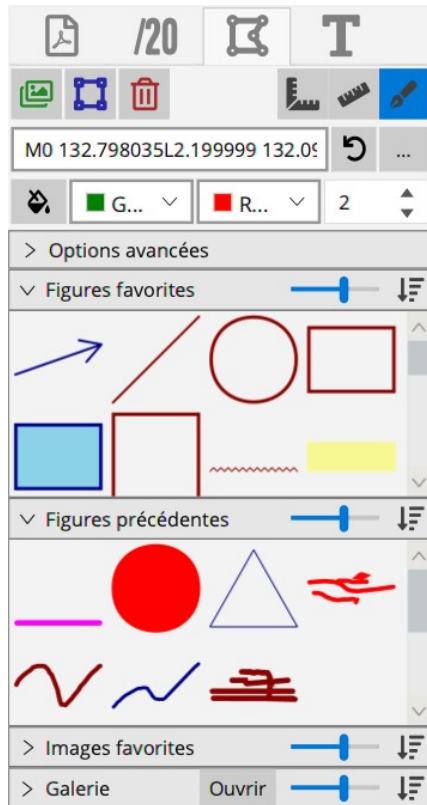 /20 T
M0 132.798035L2.199999 132.09 ...
G... R... 2
Options avancées
Figures favorites
Figures précédentes
Images favorites
Galerie Ouvrir